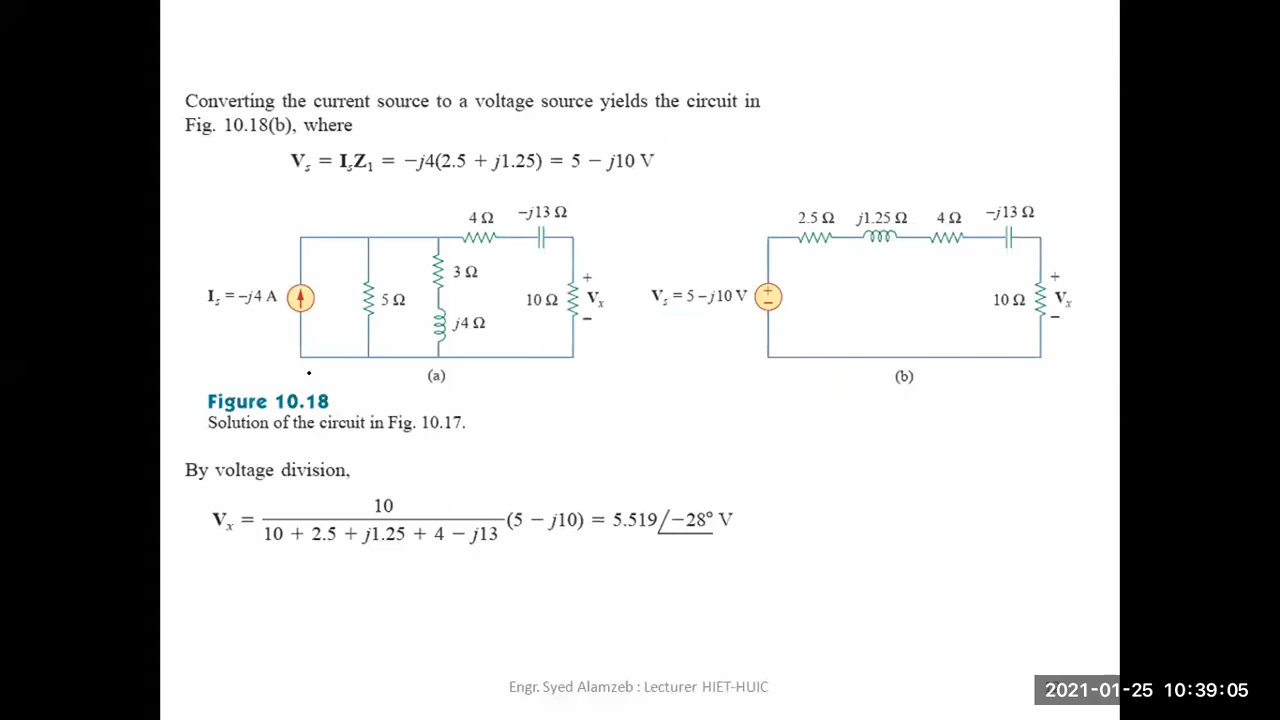 Converting the current source to a voltage source yields the circuit in
Fig. 10.18(b), where
Vs = IsZ1 = −j4(2.5 + j1.25) = 5 − j10 V
4 Ω
−j13 Ω
Is = −j4 A
5 Ω
3 Ω
j4 Ω
10 Ω
+
Vx
−
(a)
2.5 Ω
j1.25 Ω
4 Ω
−j13 Ω
Vs = 5 − j10 V
+
−
10 Ω
+
Vx
−
(b)
Figure 10.18
Solution of the circuit in Fig. 10.17.
By voltage division,
10
Vx = (5 − j10) = 5.519/−28° V
10 + 2.5 + j1.25 + 4 − j13
Engr. Syed Alamzeb : Lecturer HIET-HUIC
2021-01-25 10:39:05